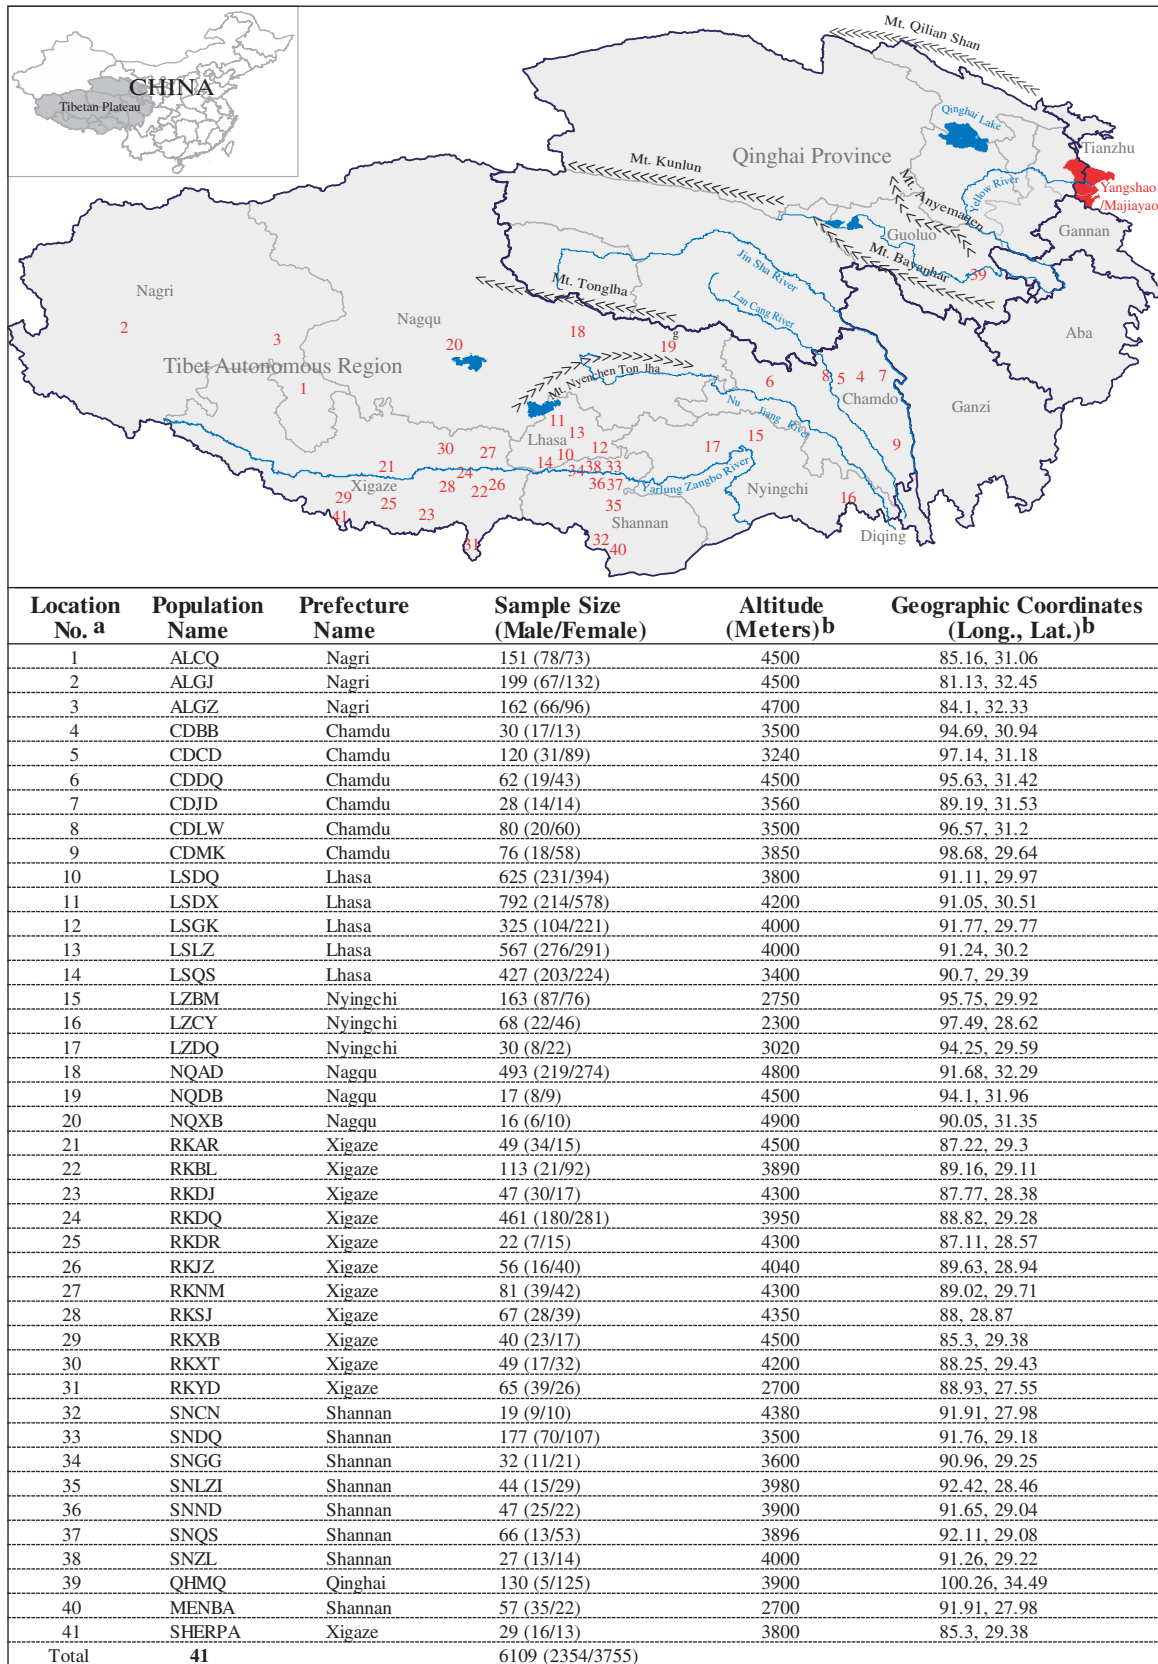 CHINA
Tibetan Plateau
Mt. Qilian Shan
Qinghai Lake
Tianzhu
Qinghai Province
Mt. Kunlun
Yangshao
/Majiayao
Yellow River
Mt. Anyemaqen
Gannan
Guoluo
Mt. Bayanhar
39
Jin Sha River
Mt. Tonglha
Lan Cang River
Nagri
2
3
Nagqu
20
18
19
g
Aba
Tibet Autonomous Region
1
Mt. Nyenchen Ton lha
6
8
5
4
7
Chamdo
Ganzi
Nu Jiang River
11
Lhasa
13
10
12
14
34
38
33
17
15
9
30
27
21
24
Xigaze
28
22
26
29
25
41
23
31
36
37
35
Shannan
32
40
Yarlung Zangbo River
Nyingchi
16
Diqing
Location No. a Population Name Prefecture Name Sample Size (Male/Female) Altitude (Meters)b Geographic Coordinates (Long., Lat.)b
1 ALCQ Nagri 151 (78/73) 4500 85.16, 31.06
2 ALGJ Nagri 199 (67/132) 4500 81.13, 32.45
3 ALGZ Nagri 162 (66/96) 4700 84.1, 32.33
4 CDBB Chamdu 30 (17/13) 3500 94.69, 30.94
5 CDCD Chamdu 120 (31/89) 3240 97.14, 31.18
6 CDDQ Chamdu 62 (19/43) 4500 95.63, 31.42
7 CDJD Chamdu 28 (14/14) 3560 89.19, 31.53
8 CDLW Chamdu 80 (20/60) 3500 96.57, 31.2
9 CDMK Chamdu 76 (18/58) 3850 98.68, 29.64
10 LSDQ Lhasa 625 (231/394) 3800 91.11, 29.97
11 LSDX Lhasa 792 (214/578) 4200 91.05, 30.51
12 LSGK Lhasa 325 (104/221) 4000 91.77, 29.77
13 LSLZ Lhasa 567 (276/291) 4000 91.24, 30.2
14 LSQS Lhasa 427 (203/224) 3400 90.7, 29.39
15 LZBM Nyingchi 163 (87/76) 2750 95.75, 29.92
16 LZCY Nyingchi 68 (22/46) 2300 97.49, 28.62
17 LZDQ Nyingchi 30 (8/22) 3020 94.25, 29.59
18 NQAD Nagqu 493 (219/274) 4800 91.68, 32.29
19 NQDB Nagqu 17 (8/9) 4500 94.1, 31.96
20 NQXB Nagqu 16 (6/10) 4900 90.05, 31.35
21 RKAR Xigaze 49 (34/15) 4500 87.22, 29.3
22 RKBL Xigaze 113 (21/92) 3890 89.16, 29.11
23 RKDJ Xigaze 47 (30/17) 4300 87.77, 28.38
24 RKDQ Xigaze 461 (180/281) 3950 88.82, 29.28
25 RKDR Xigaze 22 (7/15) 4300 87.11, 28.57
26 RKJZ Xigaze 56 (16/40) 4040 89.63, 28.94
27 RKNM Xigaze 81 (39/42) 4300 89.02, 29.71
28 RKSJ Xigaze 67 (28/39) 4350 88, 28.87
29 RKXB Xigaze 40 (23/17) 4500 85.3, 29.38
30 RKXT Xigaze 49 (17/32) 4200 88.25, 29.43
31 RKYD Xigaze 65 (39/26) 2700 88.93, 27.55
32 SNCN Shannan 19 (9/10) 4380 91.91, 27.98
33 SNDQ Shannan 177 (70/107) 3500 91.76, 29.18
34 SNGG Shannan 32 (11/21) 3600 90.96, 29.25
35 SNLZI Shannan 44 (15/29) 3980 92.42, 28.46
36 SNND Shannan 47 (25/22) 3900 91.65, 29.04
37 SNQS Shannan 66 (13/53) 3896 92.11, 29.08
38 SNZL Shannan 27 (13/14) 4000 91.26, 29.22
39 QHMQ Qinghai 130 (5/125) 3900 100.26, 34.49
40 MENBA Shannan 57 (35/22) 2700 91.91, 27.98
41 SHERPA Xigaze 29 (16/13) 3800 85.3, 29.38
Total 41 6109 (2354/3755)